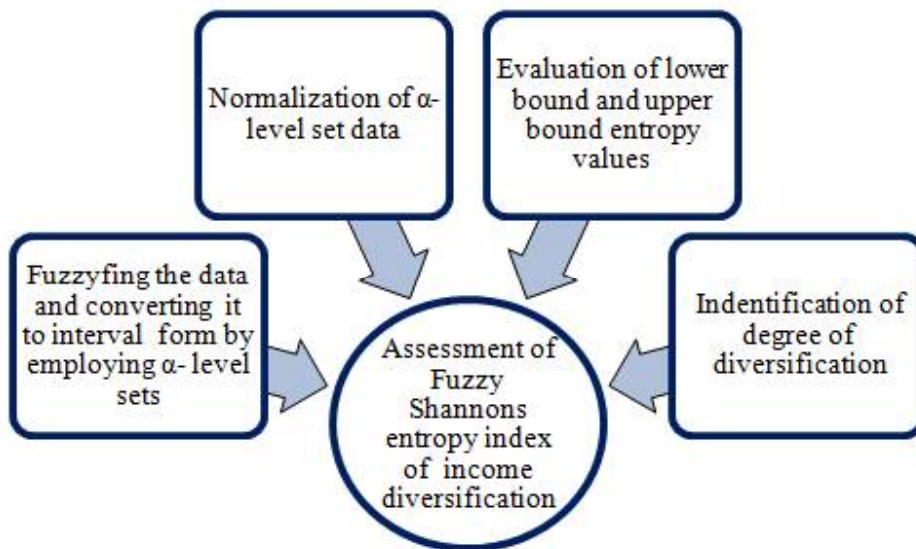 Fuzzyfing the data
and converting it
to interval form by
employing α- level
sets
Normalization of α-
level set data
Evaluation of lower
bound and upper
bound entropy
values
Indentification of
degree of
diversification
Assessment of
Fuzzy
Shannons
entropy index
of income
diversification